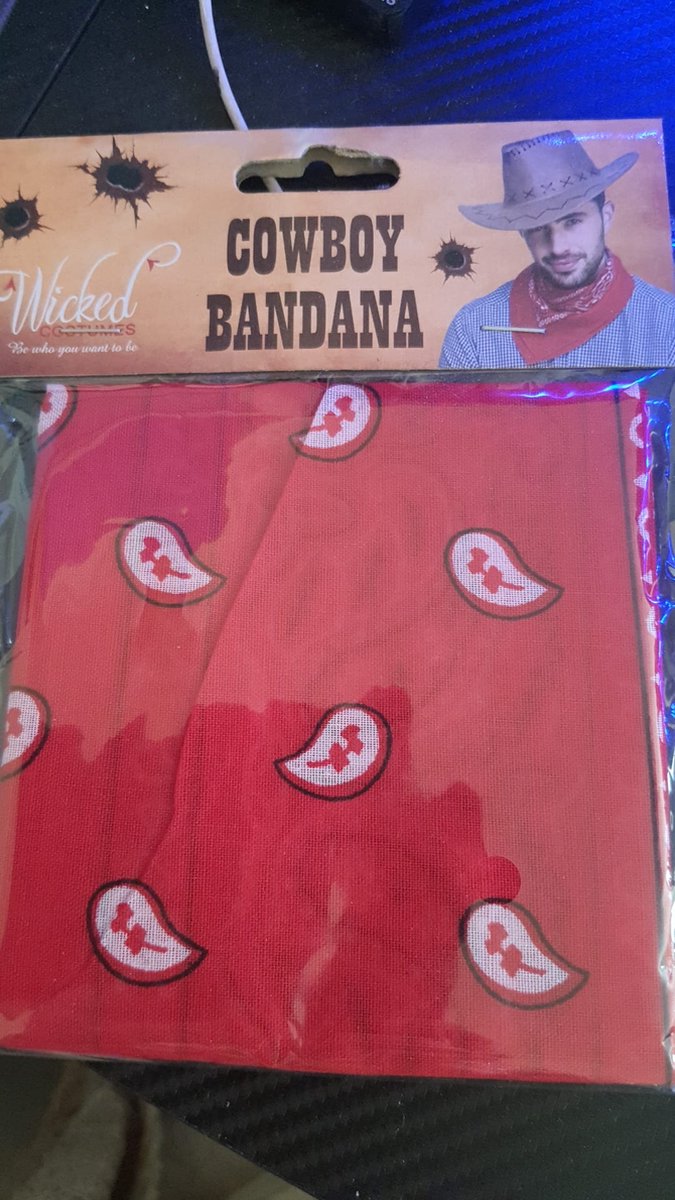 COWBOY
BANDANA
Wicked
COSTUMES
Be who you want to be